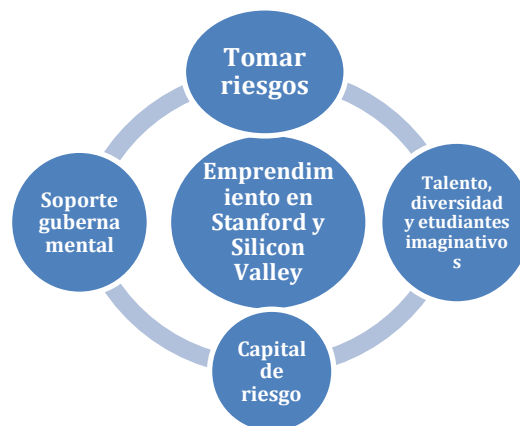 Tomar
riesgos
Emprendim
iento en
Stanford y
Silicon
Valley
Soporte
guberna
mental
Talento,
diversidad
y etudiantes
imaginativo
s
Capital
de
riesgo